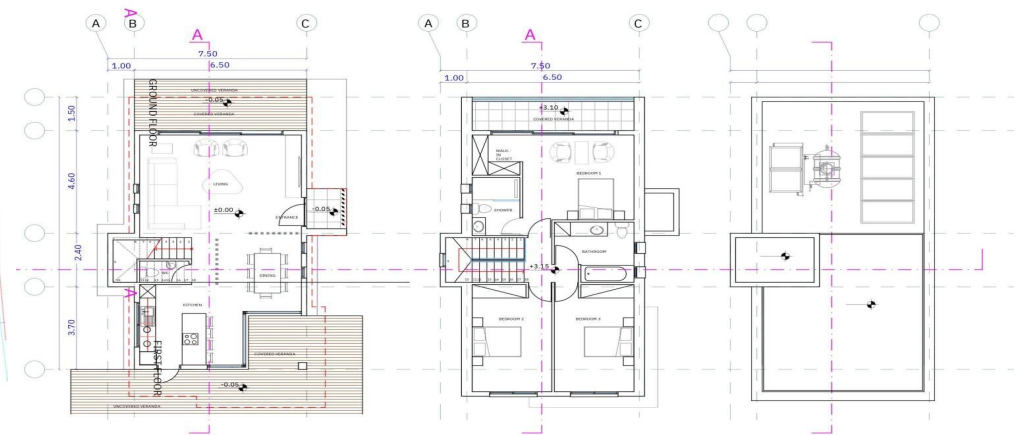 A
A
B
C
A
7.50
1.00
6.50
GROUND FLOOR
UNCOVERED VERANDA
-0.05
COVERED VERANDA
1.50
4.60
2.40
3.70
LIVING
±0.00
ENTRANCE
-0.05
WC
DINING
A
KITCHEN
FIRST FLOOR
COVERED VERANDA
-0.05
UNCOVERED VERANDA
A
B
C
A
7.50
1.00
6.50
+3.10
COVERED VERANDA
WALK
IN
CLOSET
BEDROOM 1
SHOWER
BATHROOM
+3.15
BEDROOM 2
BEDROOM 3